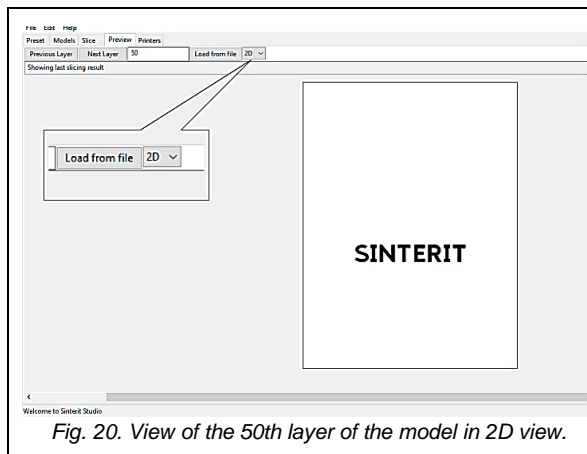 File Edit Help
Preset Models Slice Preview Printers
Previous Layer Next Layer 50 Load from file 2D
Showing last slicing result
Load from file 2D
SINTERIT
Welcome to Sinterit Studio
Fig. 20. View of the 50th layer of the model in 2D view.